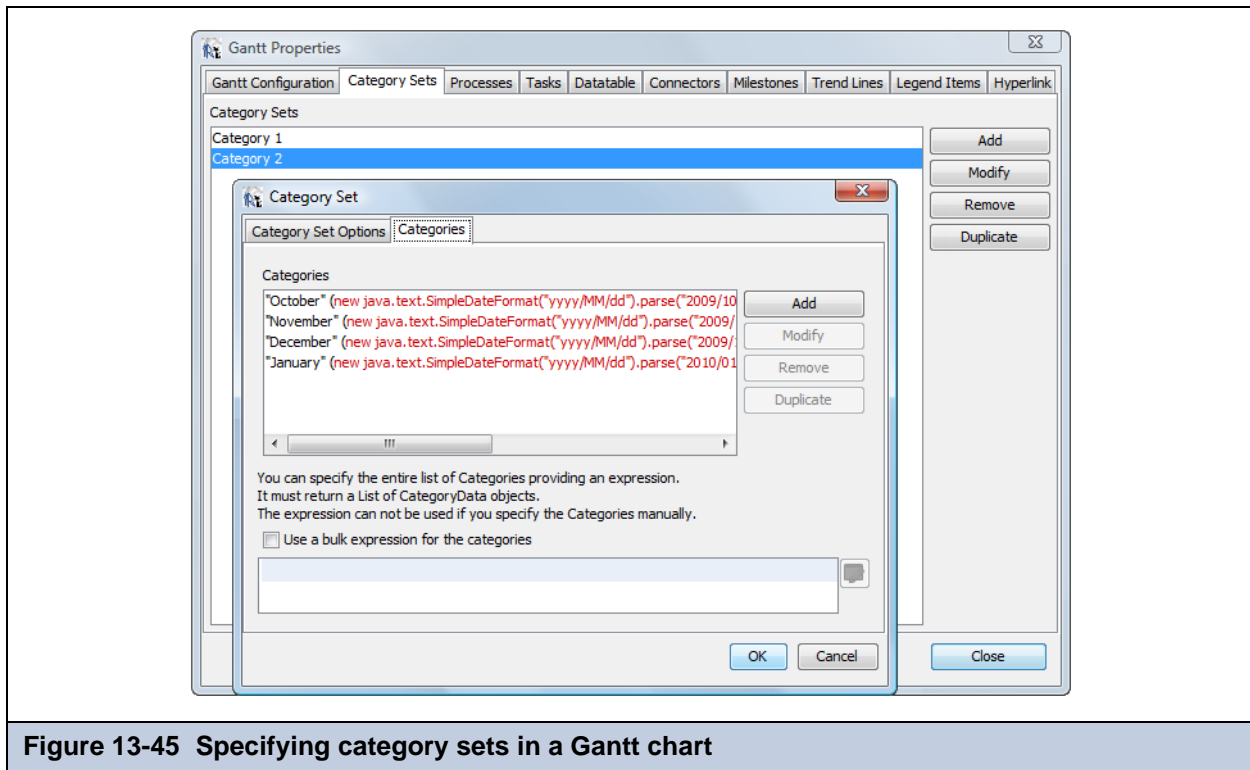 Gantt Properties
Gantt Configuration Category Sets Processes Tasks Datatable Connectors Milestones Trend Lines Legend Items Hyperlink
Category Sets
Category 1
Category 2
Add
Modify
Remove
Duplicate
Category Set
Category Set Options Categories
Categories
"October" (new java.text.SimpleDateFormat("yyyy/MM/dd").parse("2009/10
"November" (new java.text.SimpleDateFormat("yyyy/MM/dd").parse("2009/
"December" (new java.text.SimpleDateFormat("yyyy/MM/dd").parse("2009/
"January" (new java.text.SimpleDateFormat("yyyy/MM/dd").parse("2010/01
Add
Modify
Remove
Duplicate
You can specify the entire list of Categories providing an expression.
It must return a List of CategoryData objects.
The expression can not be used if you specify the Categories manually.
Use a bulk expression for the categories
OK Cancel
Close
Figure 13-45 Specifying category sets in a Gantt chart